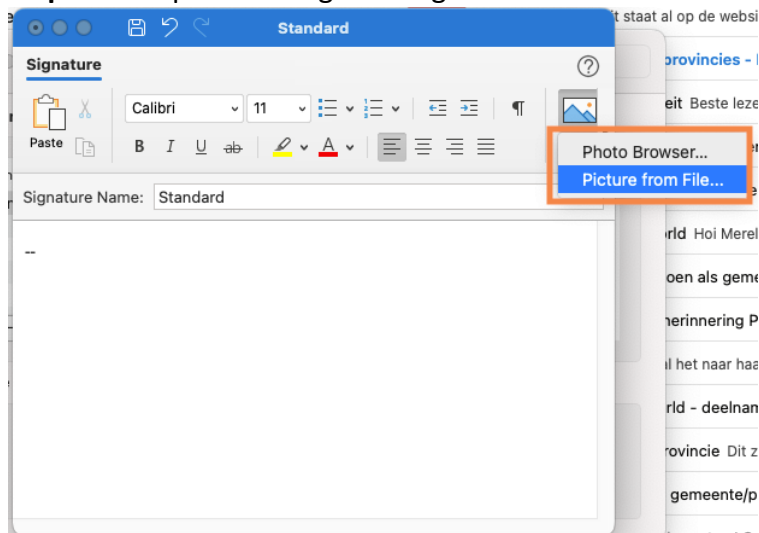 Standard
t staat al op de websi
Signature
provincies -
Calibri 11
eit Beste leze
Paste B I U ab A
Photo Browser...
Picture from File...
Signature Name: Standard
rld Hoi Merel
--
oen als geme
nerinnering P
al het naar haa
rld - deelnam
rovincie Dit z
gemeente/p